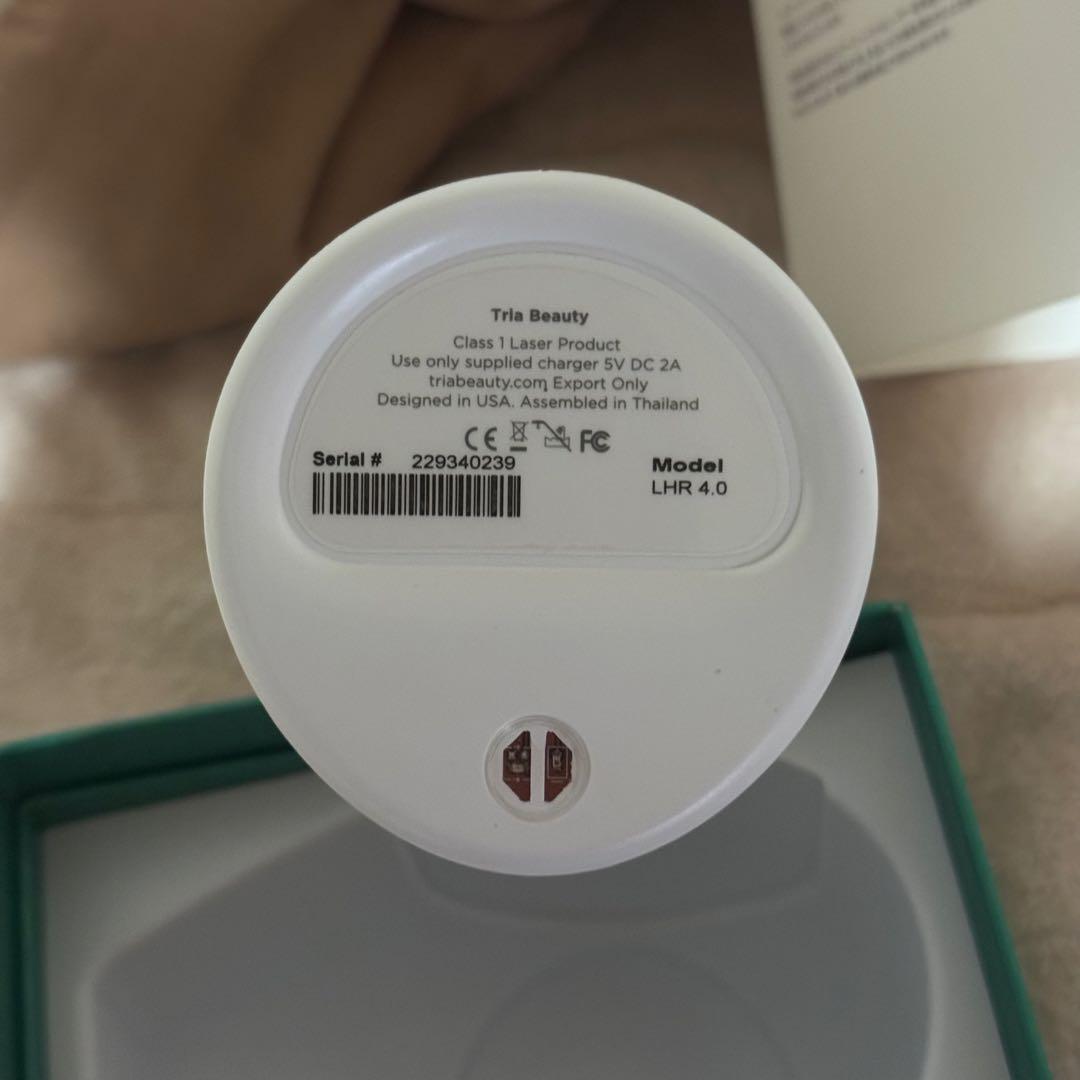 Tria Beauty
Class 1 Laser Product
Use only supplied charger 5V DC 2A
triabeauty.com Export Only
Designed in USA. Assembled in Thailand
CE FC
Serial # 229340239
Model
LHR 4.0